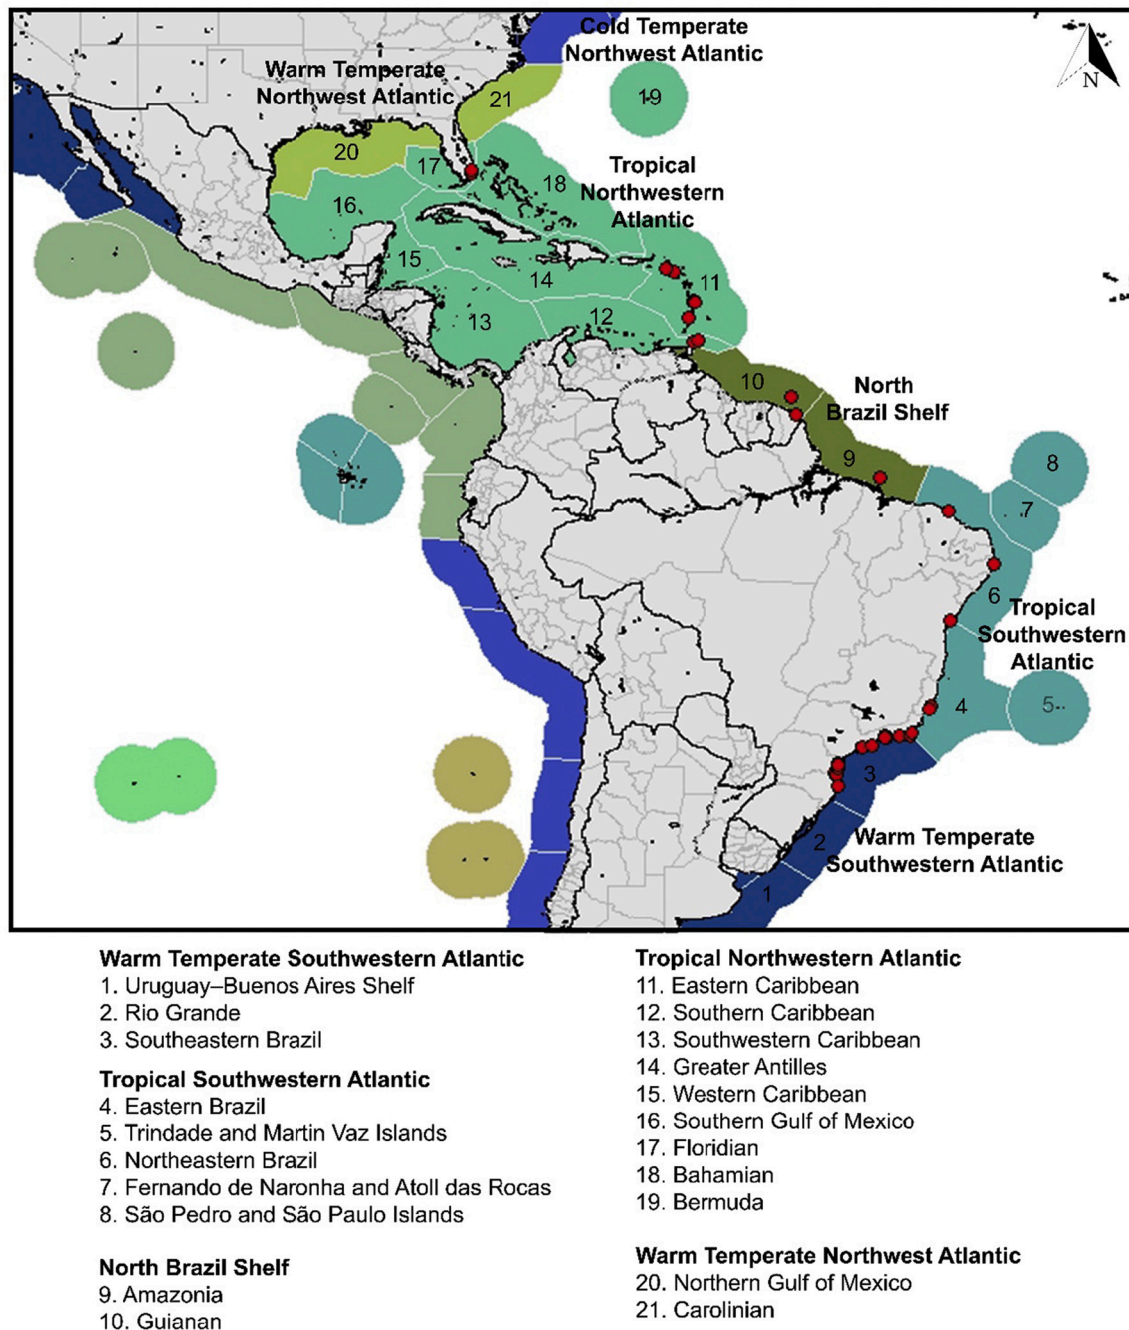 Cold Temperate
Northwest Atlantic
Warm Temperate
Northwest Atlantic
21
19
N
20
17
Tropical
Northwestern
Atlantic
18
16
15
14
11
13
12
10
North
Brazil Shelf
9
8
7
6
Tropical
Southwestern
Atlantic
4
5
3
2
Warm Temperate
Southwestern Atlantic
1
Warm Temperate Southwestern Atlantic
1. Uruguay–Buenos Aires Shelf
2. Rio Grande
3. Southeastern Brazil
Tropical Southwestern Atlantic
4. Eastern Brazil
5. Trindade and Martin Vaz Islands
6. Northeastern Brazil
7. Fernando de Naronha and Atoll das Rocas
8. São Pedro and São Paulo Islands
North Brazil Shelf
9. Amazonia
10. Guianan
Tropical Northwestern Atlantic
11. Eastern Caribbean
12. Southern Caribbean
13. Southwestern Caribbean
14. Greater Antilles
15. Western Caribbean
16. Southern Gulf of Mexico
17. Floridian
18. Bahamian
19. Bermuda
Warm Temperate Northwest Atlantic
20. Northern Gulf of Mexico
21. Carolinian